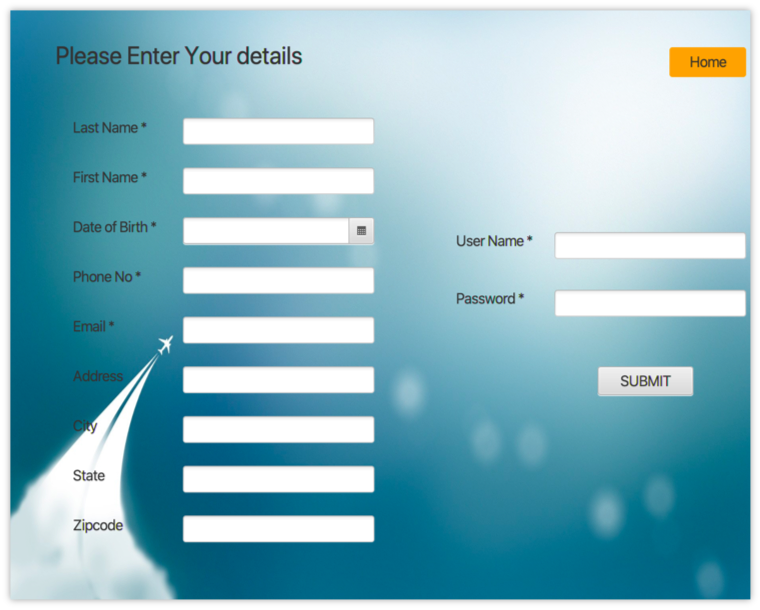 Please Enter Your details
Home
Last Name *
First Name *
Date of Birth *
Phone No *
Email *
Address
City
State
Zipcode
User Name *
Password *
SUBMIT